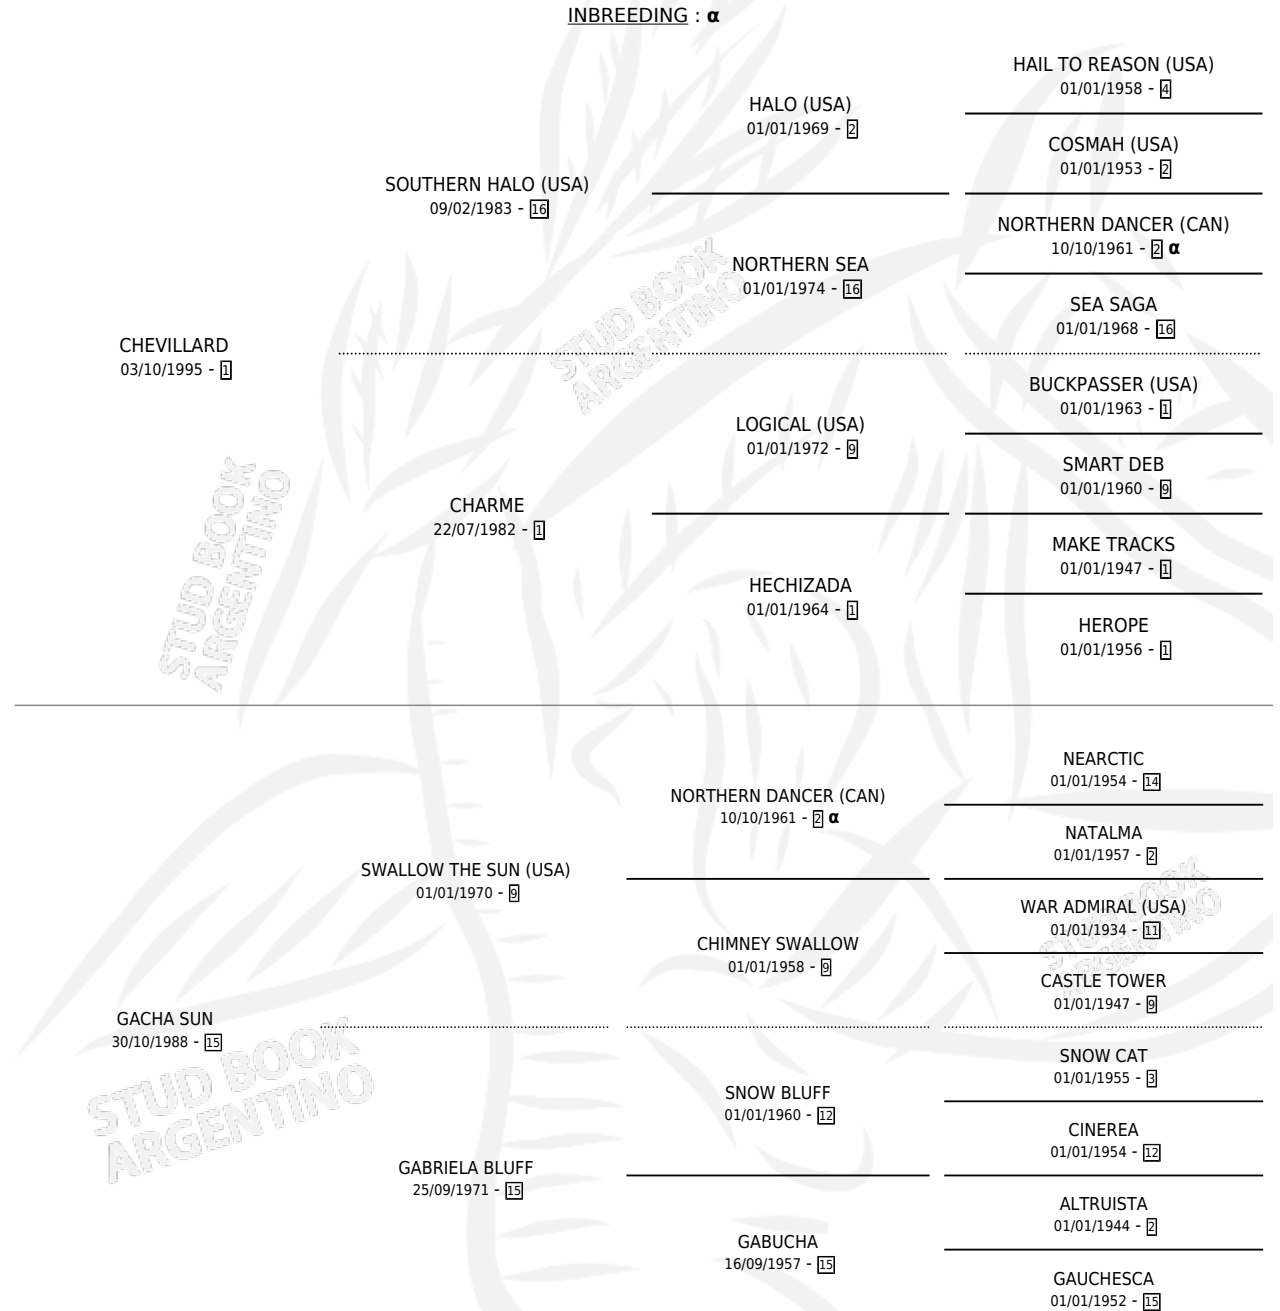 INBREEDING : α
HAIL TO REASON (USA)
01/01/1958 - 4
HALO (USA)
01/01/1969 - 2
COSMAH (USA)
01/01/1953 - 2
SOUTHERN HALO (USA)
09/02/1983 - 16
NORTHERN DANCER (CAN)
10/10/1961 - 2 α
NORTHERN SEA
01/01/1974 - 16
SEA SAGA
01/01/1968 - 16
CHEVILLARD
03/10/1995 - 1
BUCKPASSER (USA)
01/01/1963 - 1
LOGICAL (USA)
01/01/1972 - 9
SMART DEB
01/01/1960 - 9
CHARME
22/07/1982 - 1
MAKE TRACKS
01/01/1947 - 1
HECHIZADA
01/01/1964 - 1
HEROPE
01/01/1956 - 1
NEARCTIC
01/01/1954 - 14
NORTHERN DANCER (CAN)
10/10/1961 - 2 α
NATALMA
01/01/1957 - 2
SWALLOW THE SUN (USA)
01/01/1970 - 9
WAR ADMIRAL (USA)
01/01/1934 - 11
CHIMNEY SWALLOW
01/01/1958 - 9
CASTLE TOWER
01/01/1947 - 9
GACHA SUN
30/10/1988 - 15
SNOW CAT
01/01/1955 - 3
SNOW BLUFF
01/01/1960 - 12
CINEREA
01/01/1954 - 12
GABRIELA BLUFF
25/09/1971 - 15
ALTRUISTA
01/01/1944 - 2
GABUCHA
16/09/1957 - 15
GAUCHESCA
01/01/1952 - 15
STUD BOOK
ARGENTINO
STUD BOOK
ARGENTINO
STUD BOOK
ARGENTINO
STUD BOOK
ARGENTINO